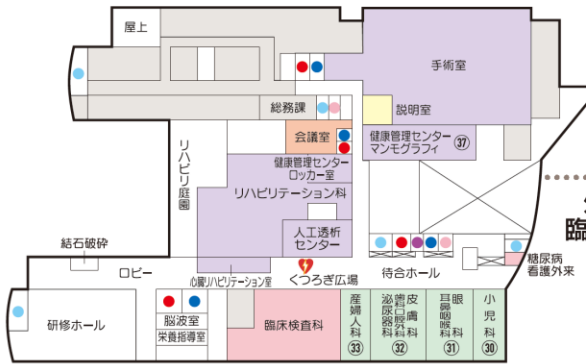 屋上
手術室
総務課
説明室
会議室
健康管理センター
マンモグラフィ ㊲
健康管理センター
ロッカー室
リハビリ庭園
リハビリテーション科
人工透析
センター
結石破砕
ロビー
心臓リハビリテーション室
くつろぎ広場
待合ホール
糖尿病
看護外来
臨
研修ホール
脳波室
栄養指導室
臨床検査科
産婦人科 ㉝
皮膚科
歯科口腔外科
泌尿器科
㉜
眼科
耳鼻咽喉科
㉛
小児科 ㉚